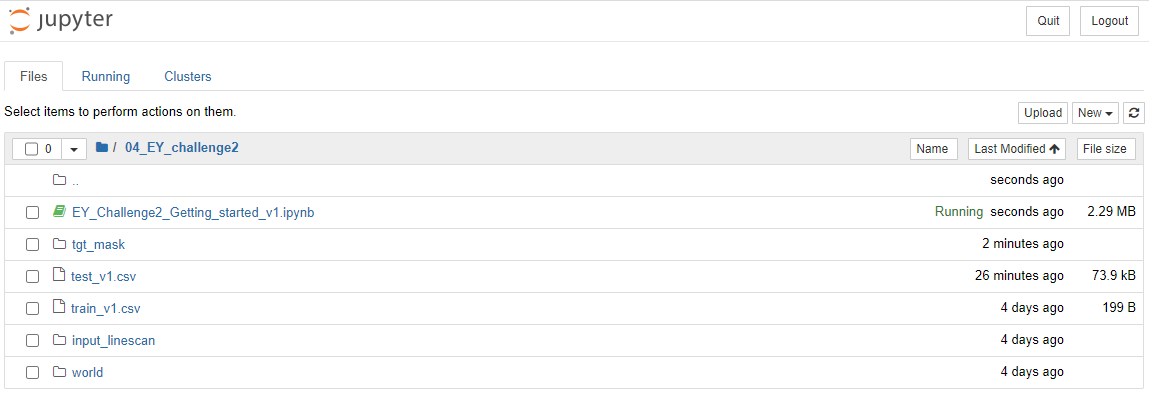 jupyter Quit Logout
Files Running Clusters
Select items to perform actions on them. Upload New
0 / 04_EY_challenge2 Name Last Modified File size
.. seconds ago
EY_Challenge2_Getting_started_v1.ipynb Running seconds ago 2.29 MB
tgt_mask 2 minutes ago
test_v1.csv 26 minutes ago 73.9 kB
train_v1.csv 4 days ago 199 B
input_linescan 4 days ago
world 4 days ago